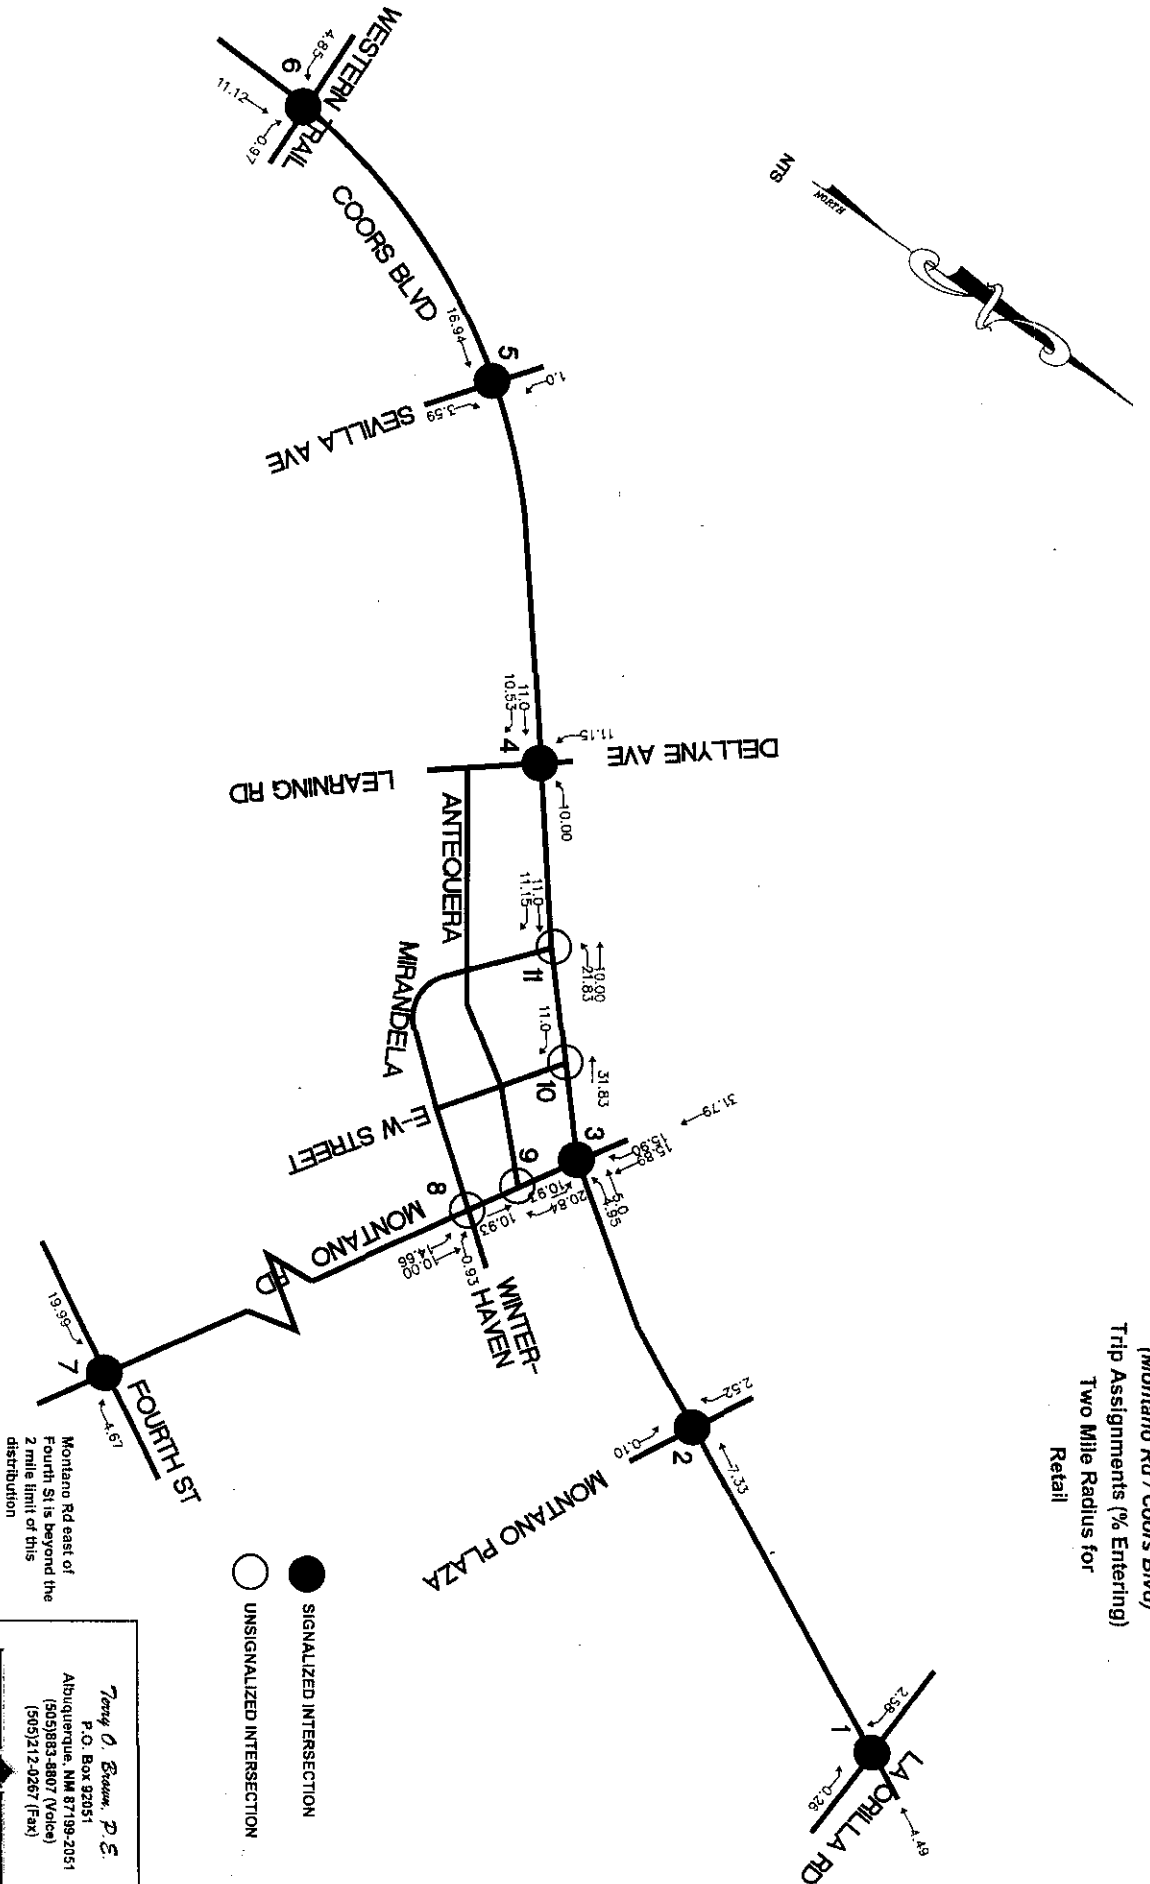 (Montano Rd / Coors Blvd)
Trip Assignments (% Entering)
Two Mile Radius for
Retail
NTS
NORTH
WESTERN TRAIL
4.85
6
11.12
0.97
COORS BLVD
16.94
5
1.0
3.59
SEVILLA AVE
11.0
10.53
4
11.15
DELLYNE AVE
LEARNING RD
10.00
ANTEQUERA
11.0
11.15
11
10.00
21.83
MIRANDELA
11.0
10
31.83
E-W STREET
31.79
3
15.90
15.89
5.0
4.95
9
10.97
20.84
8
10.93
MONTANO RD
0.93
10.00
14.66
WINTER-
HAVEN
19.99
7
FOURTH ST
4.67
2.52
2
0.10
7.33
MONTANO PLAZA
2.58
1
LA ORILLA RD
0.26
4.49
SIGNALIZED INTERSECTION
UNSIGNALIZED INTERSECTION
Montano Rd east of
Fourth St is beyond the
2 mile limit of this
distribution
Terry O. Brown, P.E.
P.O. Box 92051
Albuquerque, NM 87199-2051
(505)883-8807 (Voice)
(505)212-0267 (Fax)